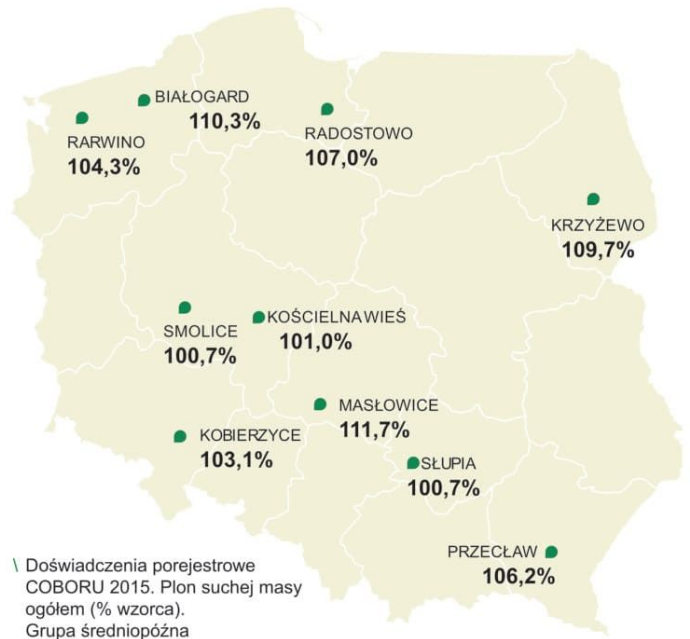 BIAŁOGARD
110,3%
RARWINO
104,3%
RADOSTOWO
107,0%
KRZYŻEWO
109,7%
SMOLICE
100,7%
KOŚCIELNA WIEŚ
101,0%
MASŁOWICE
111,7%
KOBIERZYCE
103,1%
SŁUPIA
100,7%
PRZECŁAW
106,2%
\ Doświadczenia porejestrowe
COBORU 2015. Plon suchej masy
ogółem (% wzorca).
Grupa średniopóźna